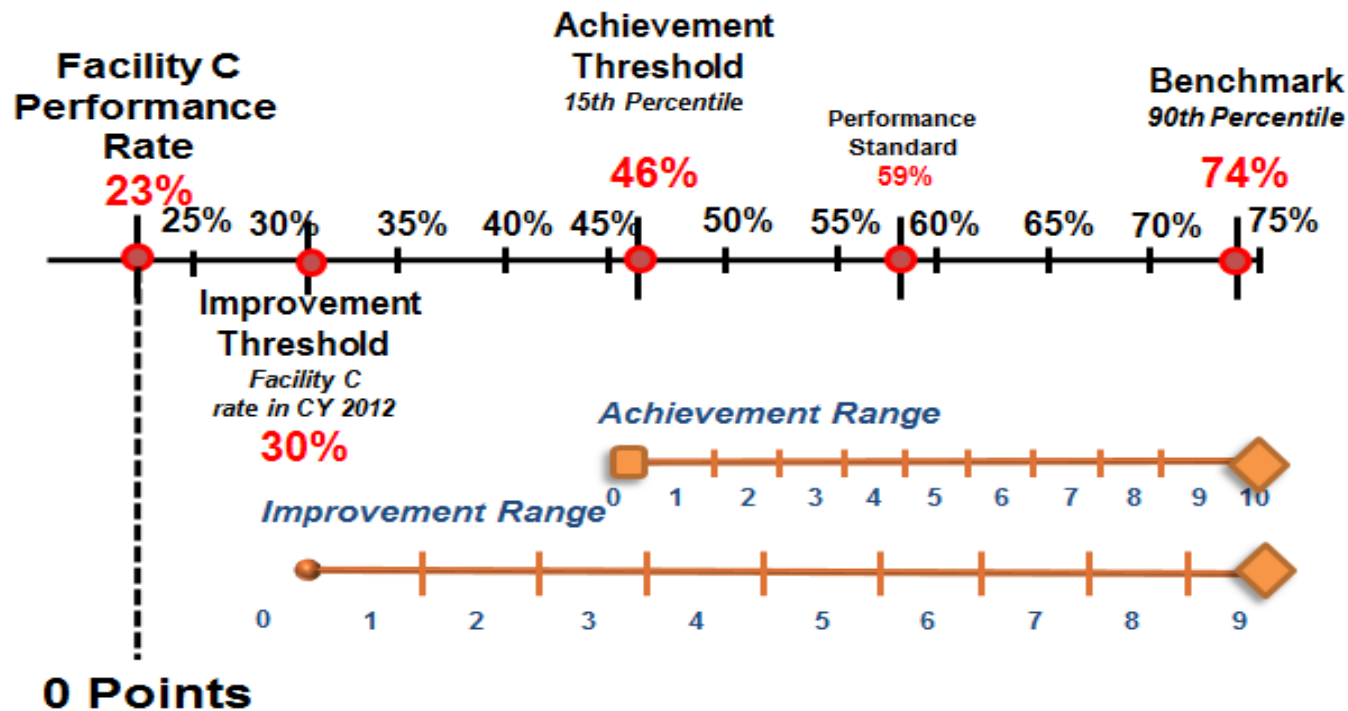 Facility C
Performance
Rate
23%
Achievement
Threshold
15th Percentile
46%
Performance
Standard
59%
Benchmark
90th Percentile
74%
25% 30% 35% 40% 45% 50% 55% 60% 65% 70% 75%
Improvement
Threshold
Facility C
rate in CY 2012
30%
Achievement Range
0 1 2 3 4 5 6 7 8 9 10
Improvement Range
0 1 2 3 4 5 6 7 8 9
0 Points